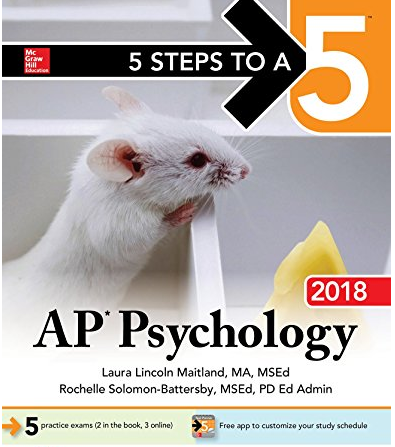 Mc
Graw
Hill
Education
5 STEPS TO A
5™
2018
AP* Psychology
Laura Lincoln Maitland, MA, MSEd
Rochelle Solomon-Battersby, MSEd, PD Ed Admin
5 practice exams (2 in the book, 3 online)
5 Free app to customize your study schedule